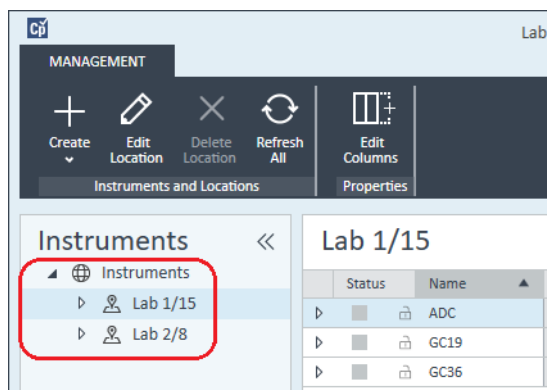 Cp
Lab
MANAGEMENT
Create
Edit
Location
Delete
Location
Refresh
All
Edit
Columns
Instruments and Locations
Properties
Instruments
Lab 1/15
Instruments
Lab 1/15
Lab 2/8
Status
Name
ADC
GC19
GC36